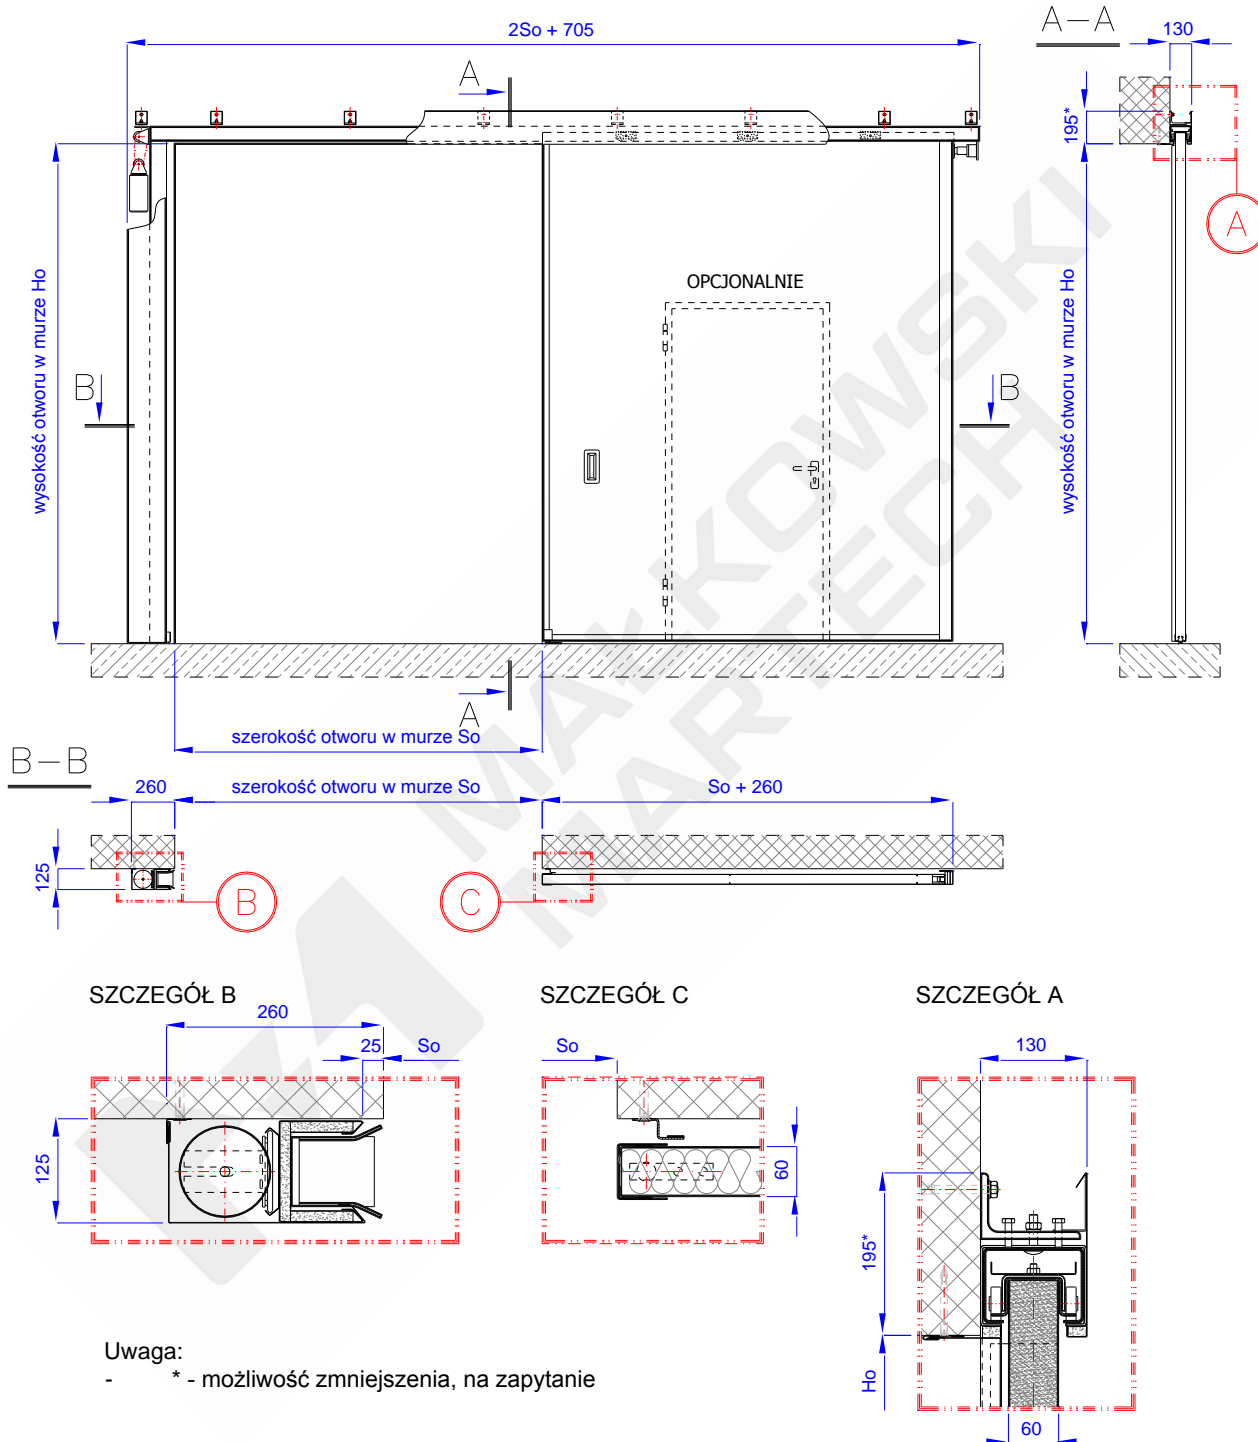 2So + 705
A-A
130
A
195*
A
OPCJONALNIE
wysokość otworu w murze Ho
wysokość otworu w murze Ho
B
B
MAŁKOWSKI
MARTECH
A
szerokość otworu w murze So
B-B
260
szerokość otworu w murze So
So + 260
125
B
C
SZCZEGÓŁ B
SZCZEGÓŁ C
SZCZEGÓŁ A
260
25
So
So
130
125
60
195*
Ho
60
Uwaga:
- * - możliwość zmniejszenia, na zapytanie